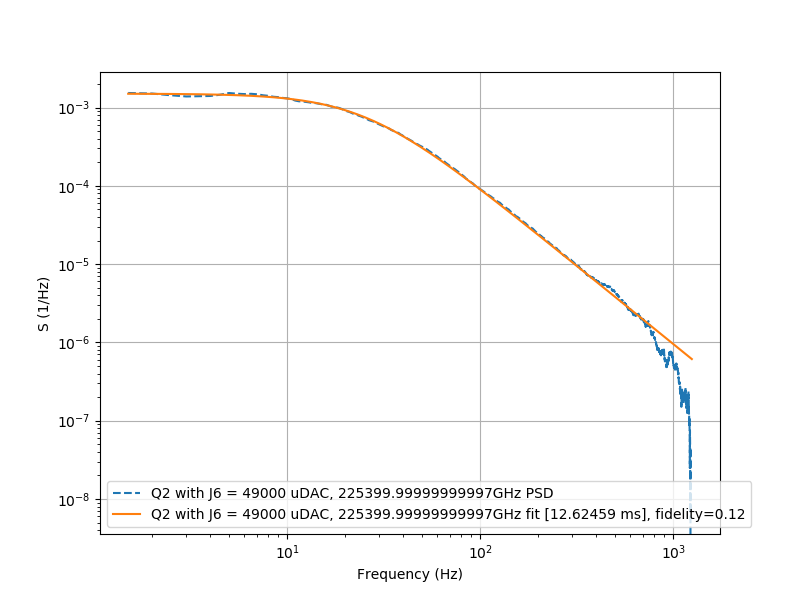 10⁻³
10⁻⁴
10⁻⁵
10⁻⁶
10⁻⁷
10⁻⁸
S (1/Hz)
Q2 with J6 = 49000 uDAC, 225399.99999999997GHz PSD
Q2 with J6 = 49000 uDAC, 225399.99999999997GHz fit [12.62459 ms], fidelity=0.12
10¹ 10² 10³
Frequency (Hz)